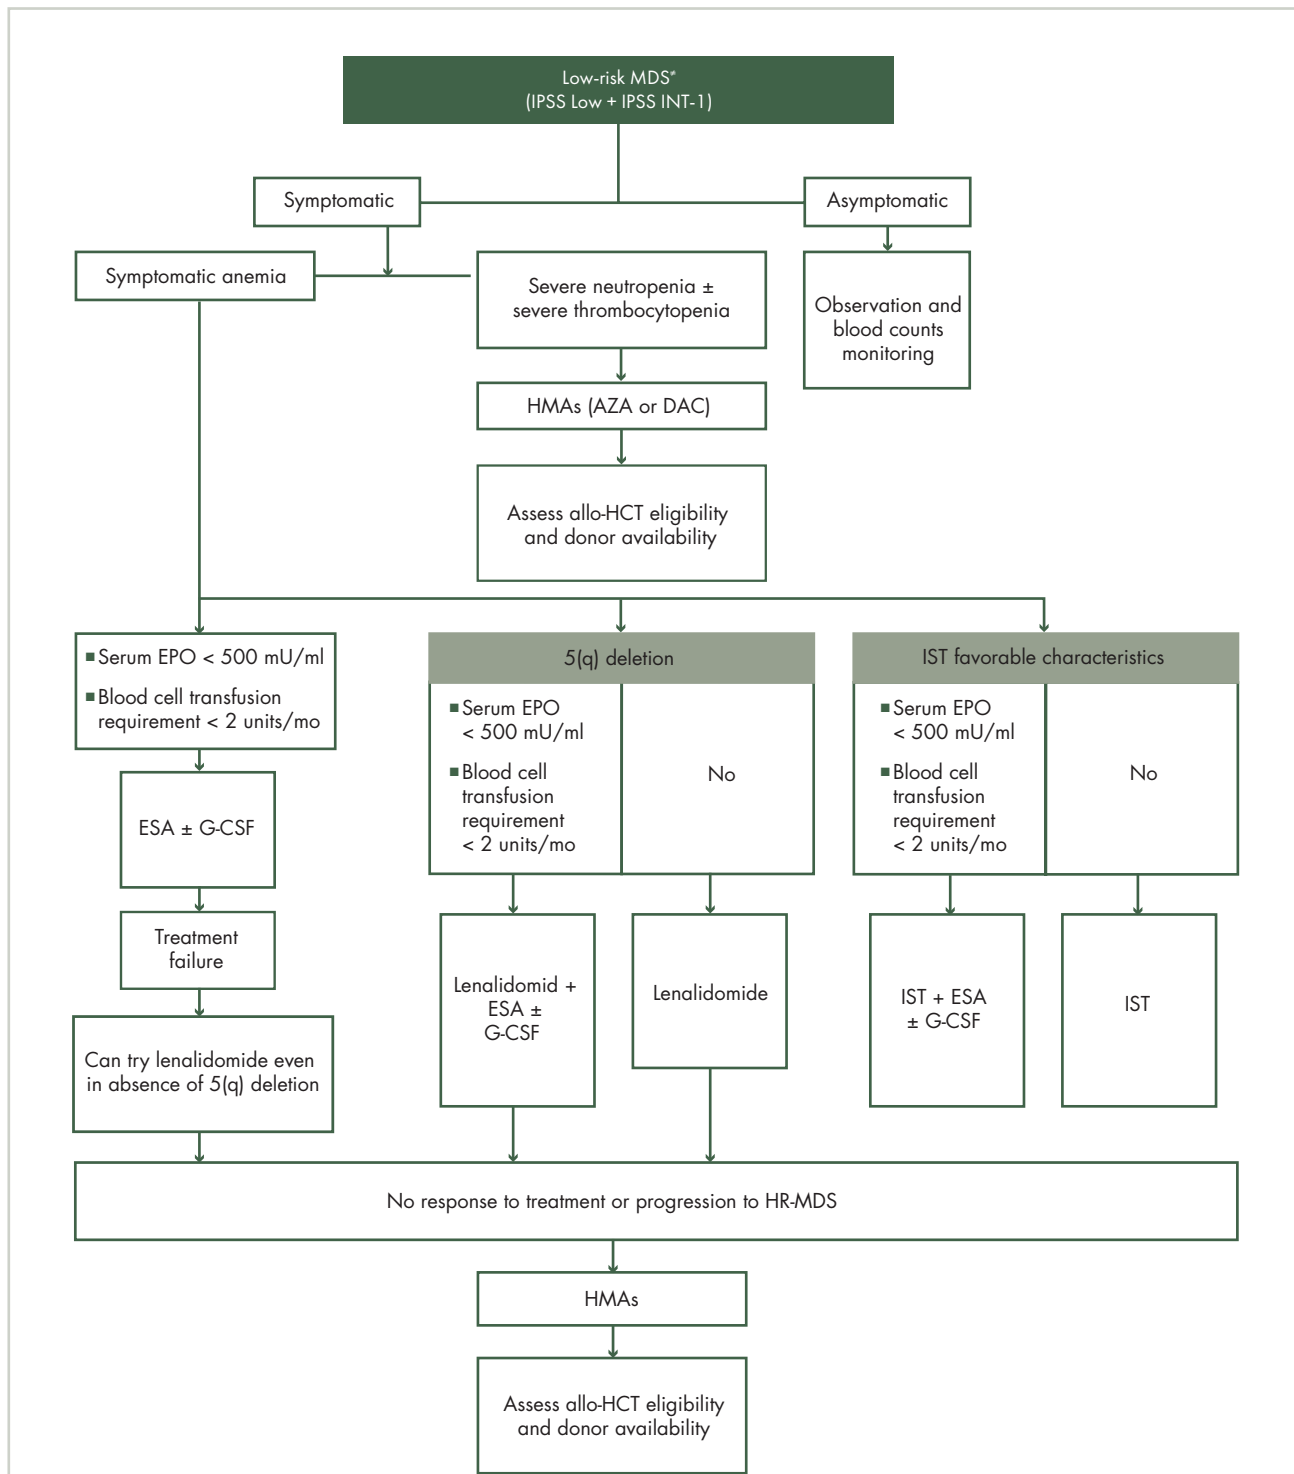 Low-risk MDS*
(IPSS Low + IPSS INT-1)
Symptomatic
Asymptomatic
Symptomatic anemia
Severe neutropenia ±
severe thrombocytopenia
Observation and
blood counts
monitoring
HMAs (AZA or DAC)
Assess allo-HCT eligibility
and donor availability
■ Serum EPO < 500 mU/ml
■ Blood cell transfusion
requirement < 2 units/mo
ESA ± G-CSF
Treatment
failure
Can try lenalidomide even
in absence of 5(q) deletion
5(q) deletion
■ Serum EPO
< 500 mU/ml
■ Blood cell
transfusion
requirement
< 2 units/mo
No
Lenalidomid +
ESA ±
G-CSF
Lenalidomide
IST favorable characteristics
■ Serum EPO
< 500 mU/ml
■ Blood cell
transfusion
requirement
< 2 units/mo
No
IST + ESA
± G-CSF
IST
No response to treatment or progression to HR-MDS
HMAs
Assess allo-HCT eligibility
and donor availability